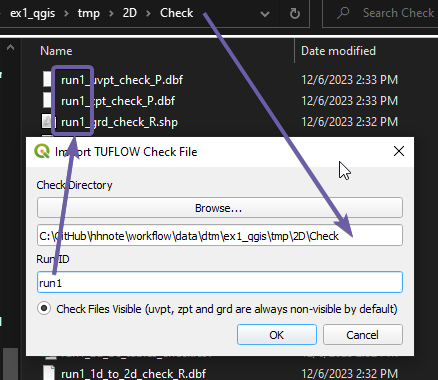 ex1_qgis › tmp › 2D › Check
Search Check
Name
Date modified
run1_uvpt_check_P.dbf
12/6/2023 2:33 PM
run1_zpt_check_P.dbf
12/6/2023 2:33 PM
run1_grd_check_R.shp
12/6/2023 2:32 PM
Import TUFLOW Check File
Check Directory
Browse...
C:\GitHub\hhnote\workflow\data\dtm\ex1_qgis\tmp\2D\Check
Run ID
run1
Check Files Visible (uvpt, zpt and grd are always non-visible by default)
OK
Cancel
run1_1d_to_2d_check_R.dbf
12/6/2023 2:32 PM